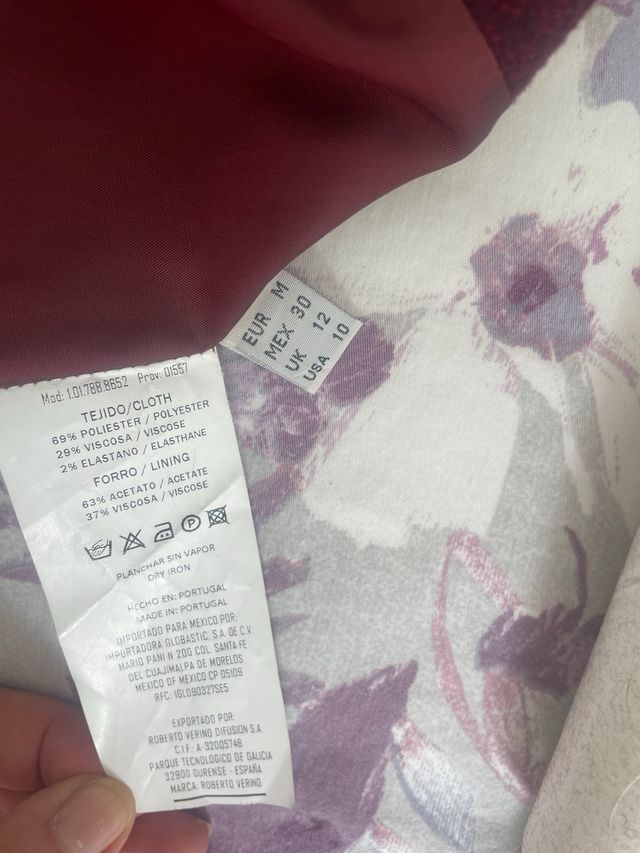 EUR M
MEX 30
UK 12
USA 10
Mod: 1.01.788.8652 Prov: 01557
TEJIDO/CLOTH
69% POLIESTER / POLYESTER
29% VISCOSA / VISCOSE
2% ELASTANO / ELASTHANE
FORRO / LINING
63% ACETATO / ACETATE
37% VISCOSA / VISCOSE
P
PLANCHAR SIN VAPOR
DRY IRON
HECHO EN: PORTUGAL
MADE IN: PORTUGAL
IMPORTADO PARA MEXICO POR:
IMPORTADORA GLOBASTIC, S.A. DE C.V.
MARIO PANI N 200 COL. SANTA FE
DEL CUAJIMALPA DE MORELOS
MEXICO DF MEXICO CP 05109
RFC: IGL090327SE5
EXPORTADO POR:
ROBERTO VERINO DIFUSION S.A.
C.I.F.: A-32005746
PARQUE TECNOLOGICO DE GALICIA
32900 OURENSE - ESPAÑA
MARCA: ROBERTO VERINO